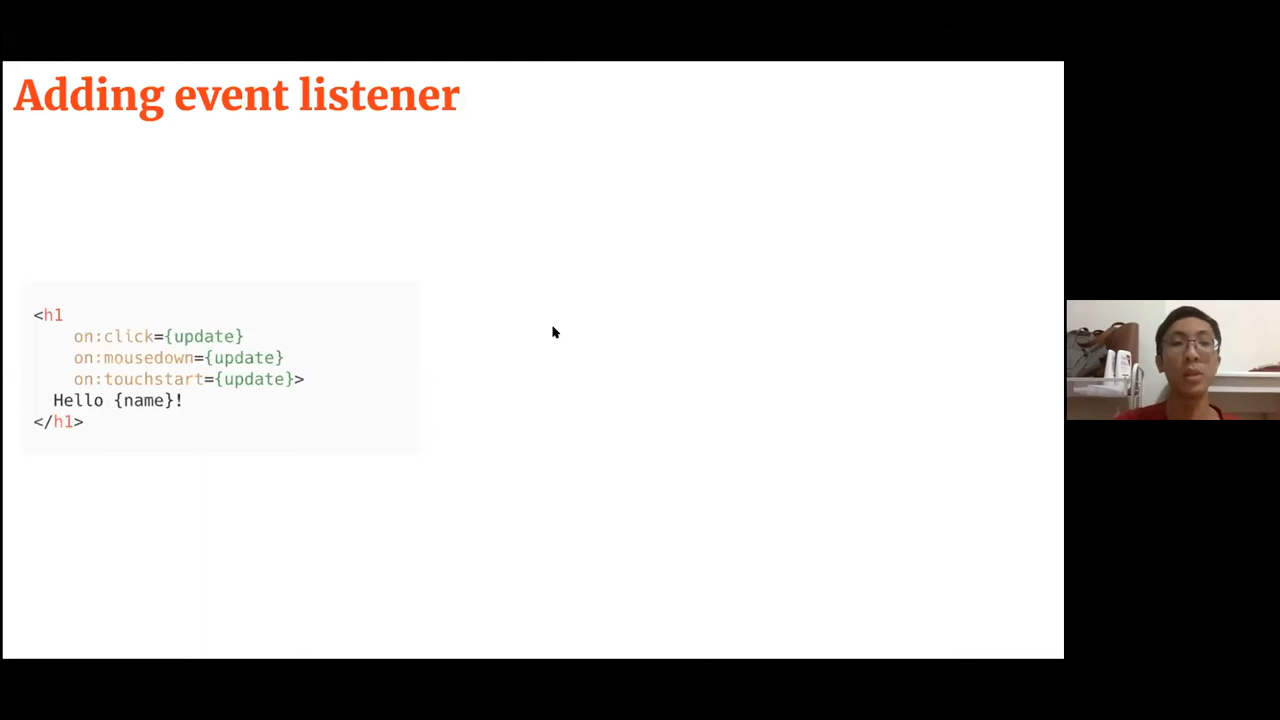 Adding event listener
<h1
on:click={update}
on:mousedown={update}
on:touchstart={update}>
Hello {name}!
</h1>